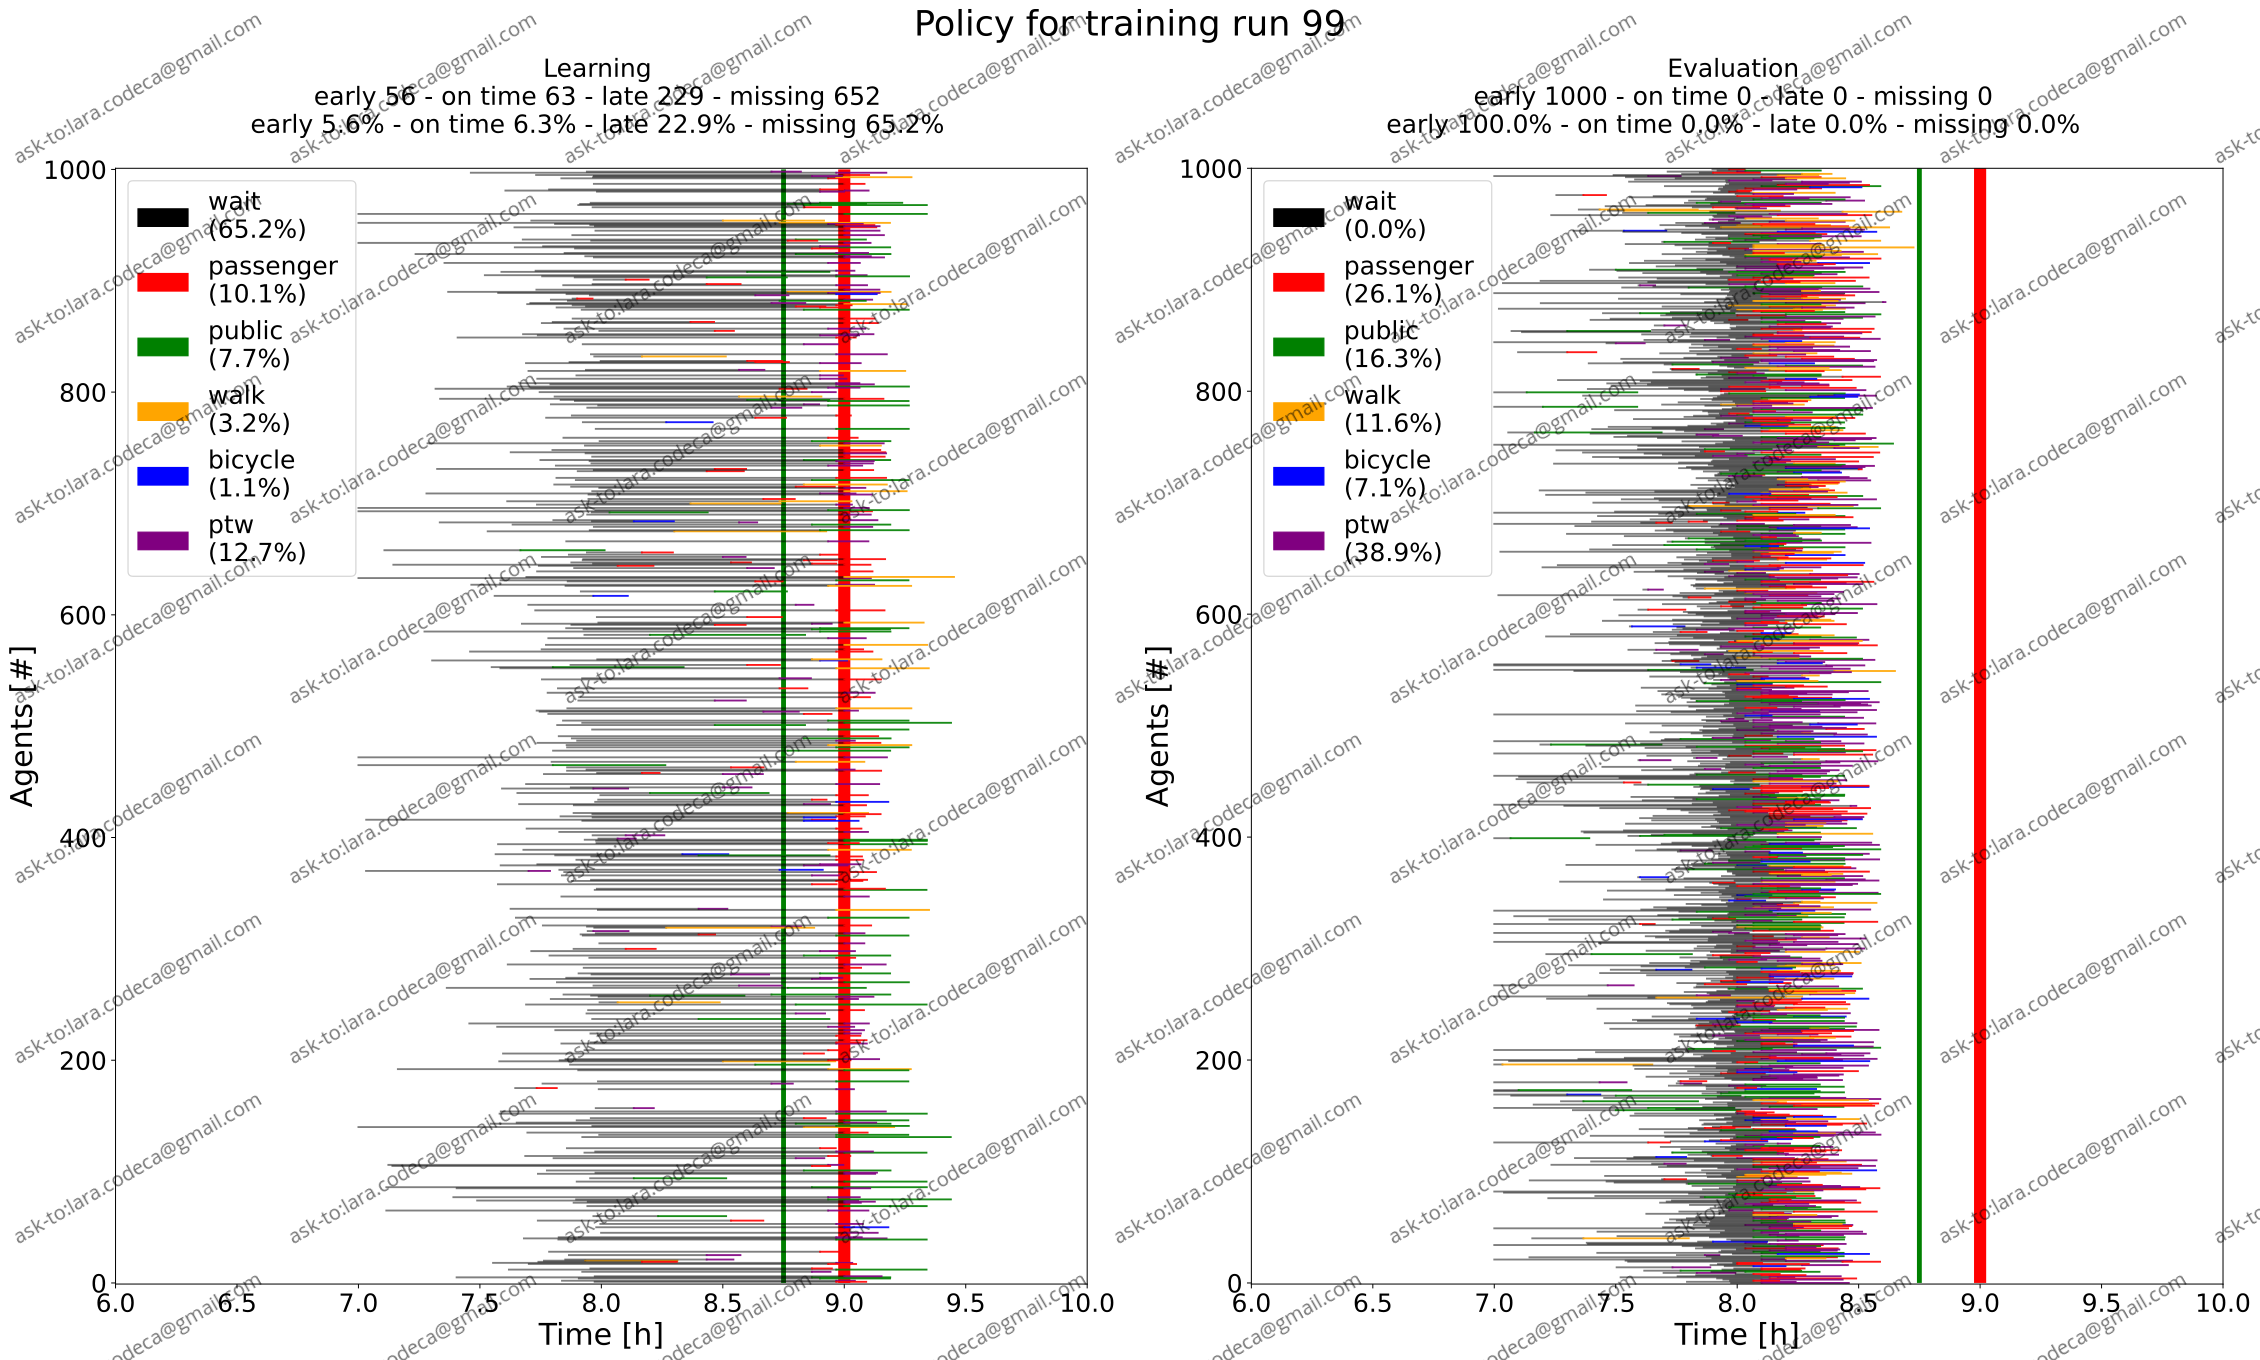 Policy for training run 99
Learning
early 56 - on time 63 - late 229 - missing 652
early 5.6% - on time 6.3% - late 22.9% - missing 65.2%
wait
(65.2%)
passenger
(10.1%)
public
(7.7%)
walk
(3.2%)
bicycle
(1.1%)
ptw
(12.7%)
Agents [#]
1000
800
600
400
200
0
6.0 6.5 7.0 7.5 8.0 8.5 9.0 9.5 10.0
Time [h]
Evaluation
early 1000 - on time 0 - late 0 - missing 0
early 100.0% - on time 0.0% - late 0.0% - missing 0.0%
wait
(0.0%)
passenger
(26.1%)
public
(16.3%)
walk
(11.6%)
bicycle
(7.1%)
ptw
(38.9%)
Agents [#]
1000
800
600
400
200
0
6.0 6.5 7.0 7.5 8.0 8.5 9.0 9.5 10.0
Time [h]
ask-to:lara.codeca@gmail.com